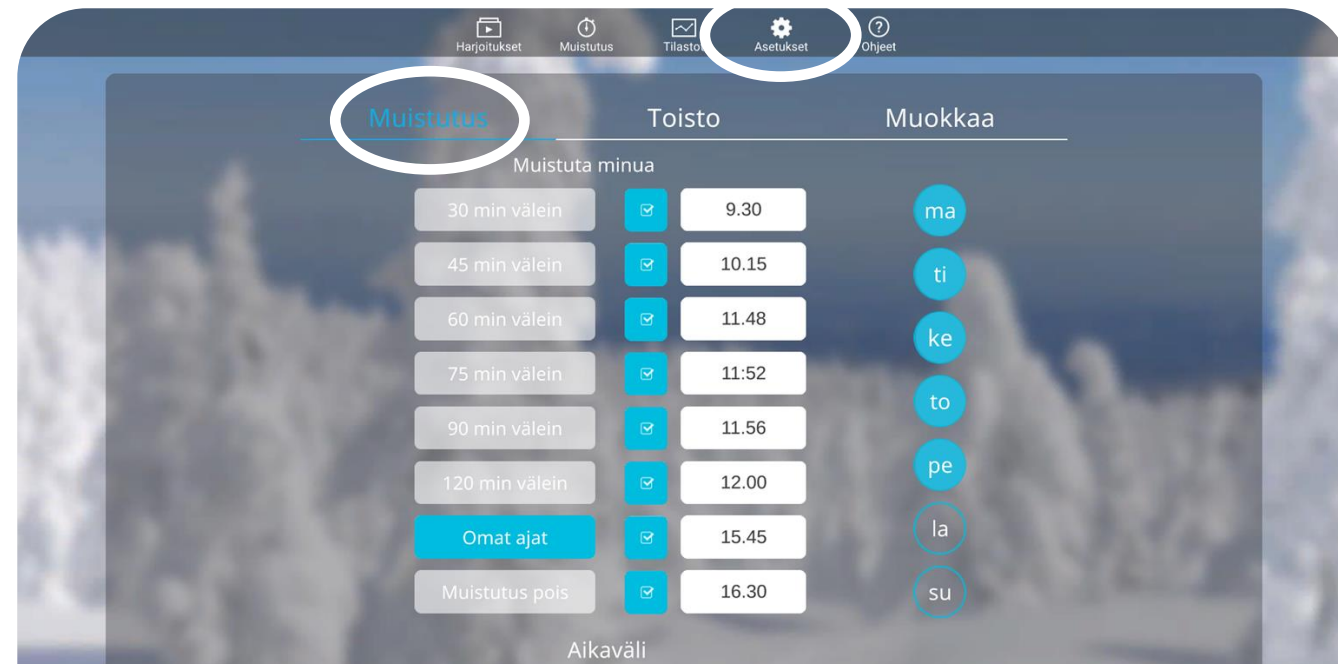 Harjoitukset Muistutus Tilastot Asetukset Ohjeet
Muistutus Toisto Muokkaa
Muistuta minua
30 min välein 9.30 ma
45 min välein 10.15 ti
60 min välein 11.48 ke
75 min välein 11:52 to
90 min välein 11.56 pe
120 min välein 12.00
Omat ajat 15.45 la
Muistutus pois 16.30 su
Aikaväli